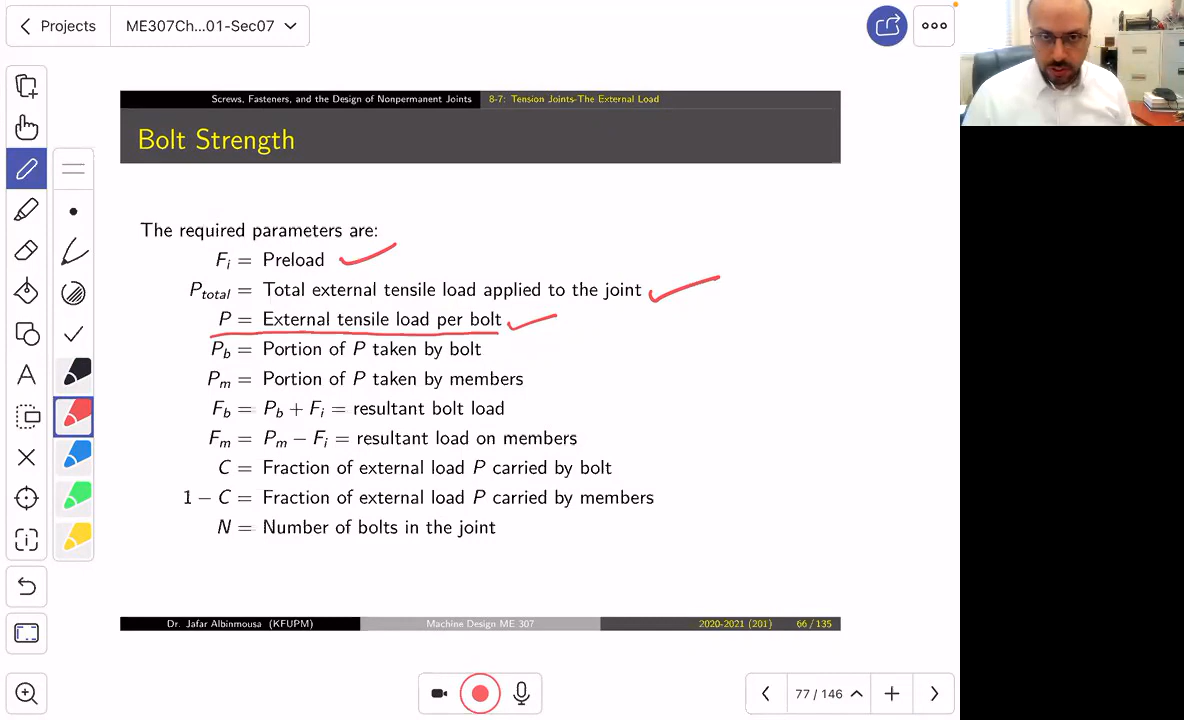 Projects
ME307Ch...01-Sec07
Screws, Fasteners, and the Design of Nonpermanent Joints 8-7: Tension Joints-The External Load
Bolt Strength
The required parameters are:
F_i = Preload
P_total = Total external tensile load applied to the joint
P = External tensile load per bolt
P_b = Portion of P taken by bolt
P_m = Portion of P taken by members
F_b = P_b + F_i = resultant bolt load
F_m = P_m − F_i = resultant load on members
C = Fraction of external load P carried by bolt
1 − C = Fraction of external load P carried by members
N = Number of bolts in the joint
Dr. Jafar Albinmousa (KFUPM) Machine Design ME 307 2020-2021 (201) 66 / 135
77 / 146